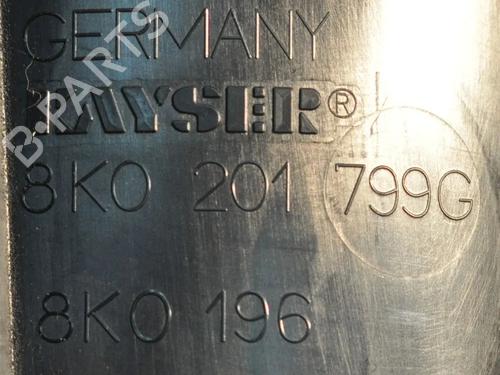 GERMANY
KAYSER®
8K0 201 799G
8K0 196
B-PARTS